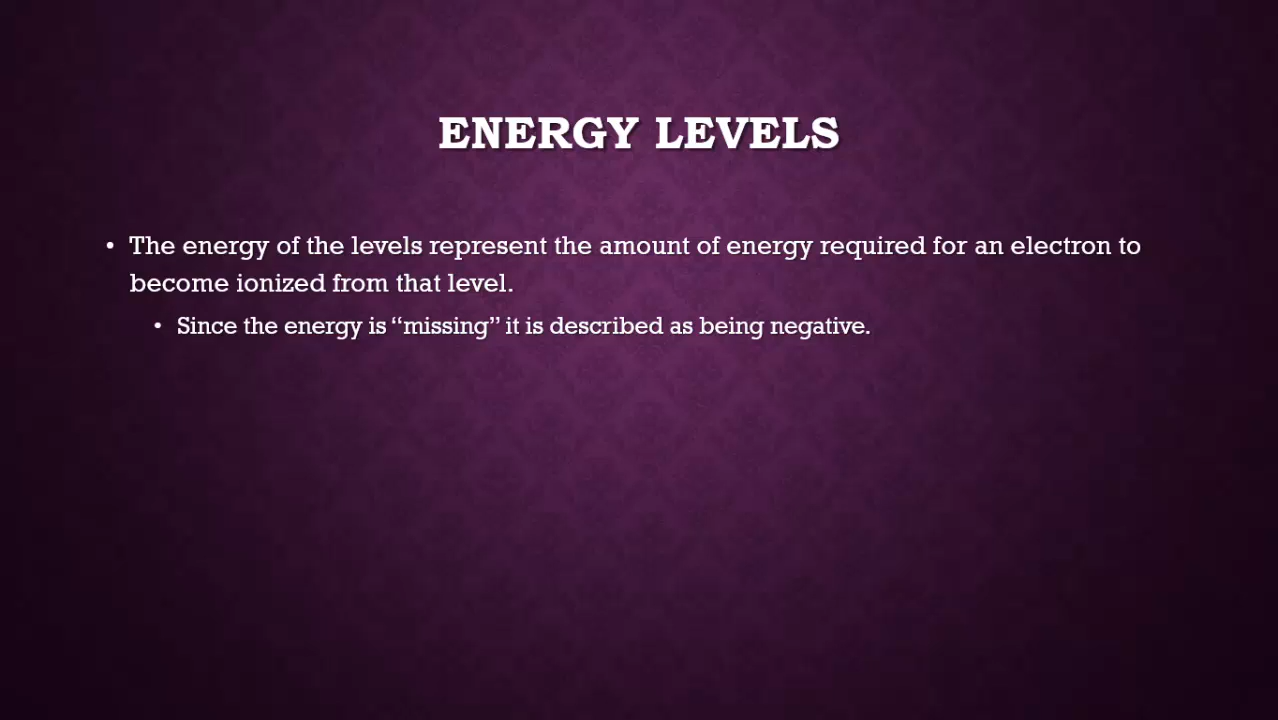 ENERGY LEVELS
• The energy of the levels represent the amount of energy required for an electron to
become ionized from that level.
• Since the energy is “missing” it is described as being negative.